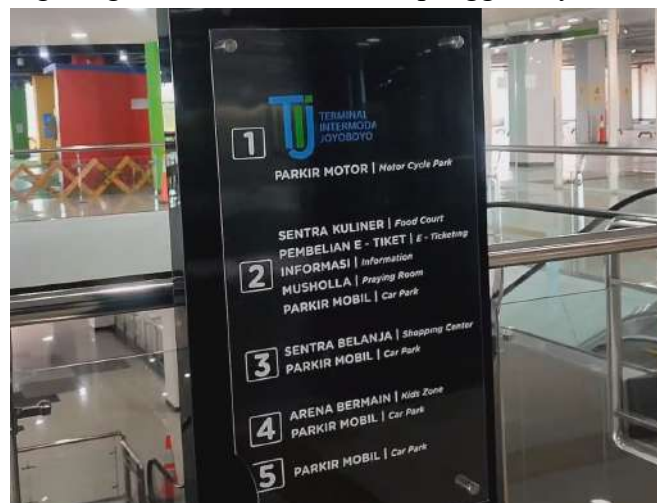 TERMINAL
INTERMODA
JOYOBOYO
1
PARKIR MOTOR | Motor Cycle Park
SENTRA KULINER | Food Court
PEMBELIAN E - TIKET | E - Ticketing
2
INFORMASI | Information
MUSHOLLA | Praying Room
PARKIR MOBIL | Car Park
3
SENTRA BELANJA | Shopping Center
PARKIR MOBIL | Car Park
4
ARENA BERMAIN | Kids Zone
PARKIR MOBIL | Car Park
5
PARKIR MOBIL | Car Park